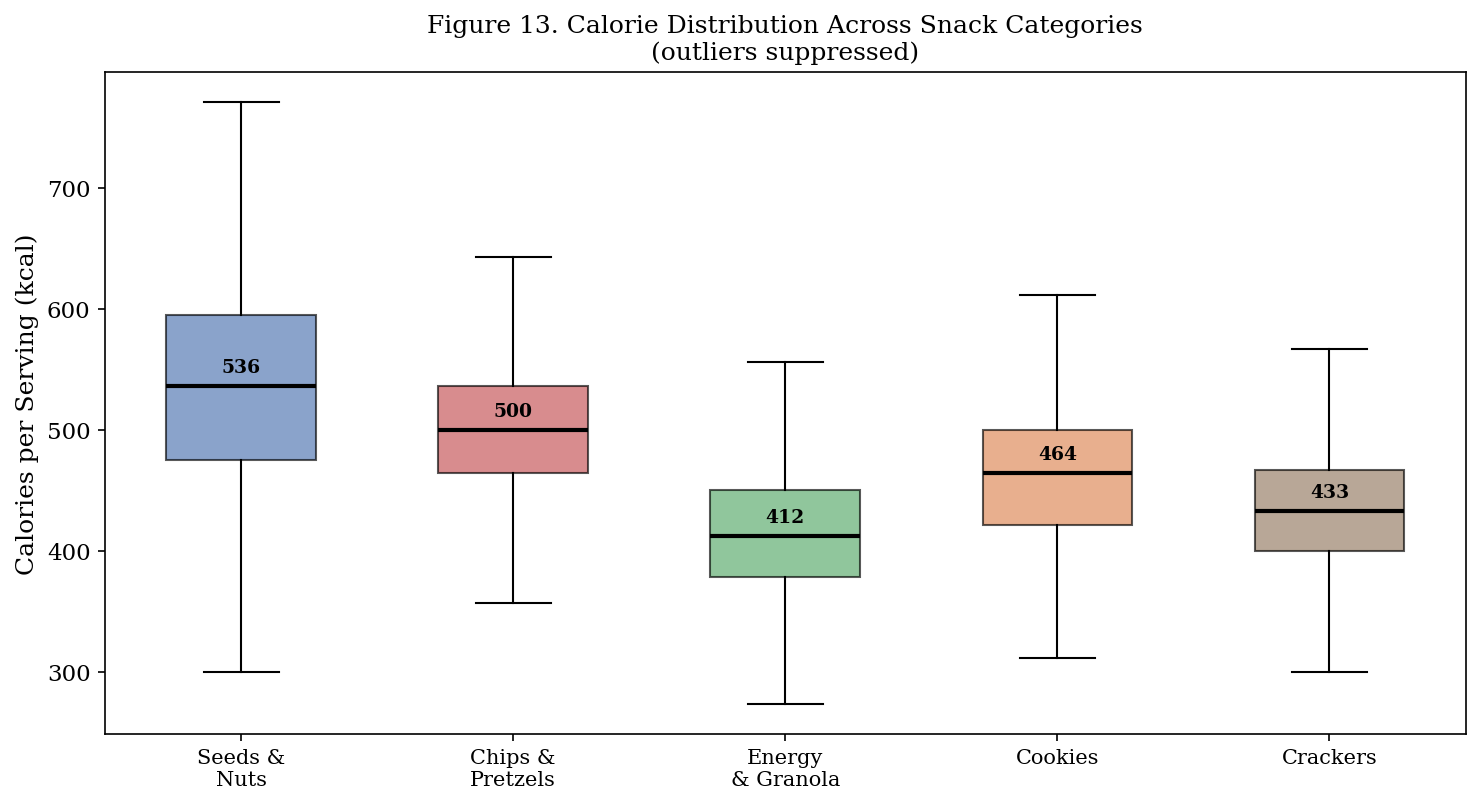 Figure 13. Calorie Distribution Across Snack Categories
(outliers suppressed)
Calories per Serving (kcal)
700
600
500
400
300
536
500
412
464
433
Seeds &
Nuts
Chips &
Pretzels
Energy
& Granola
Cookies
Crackers